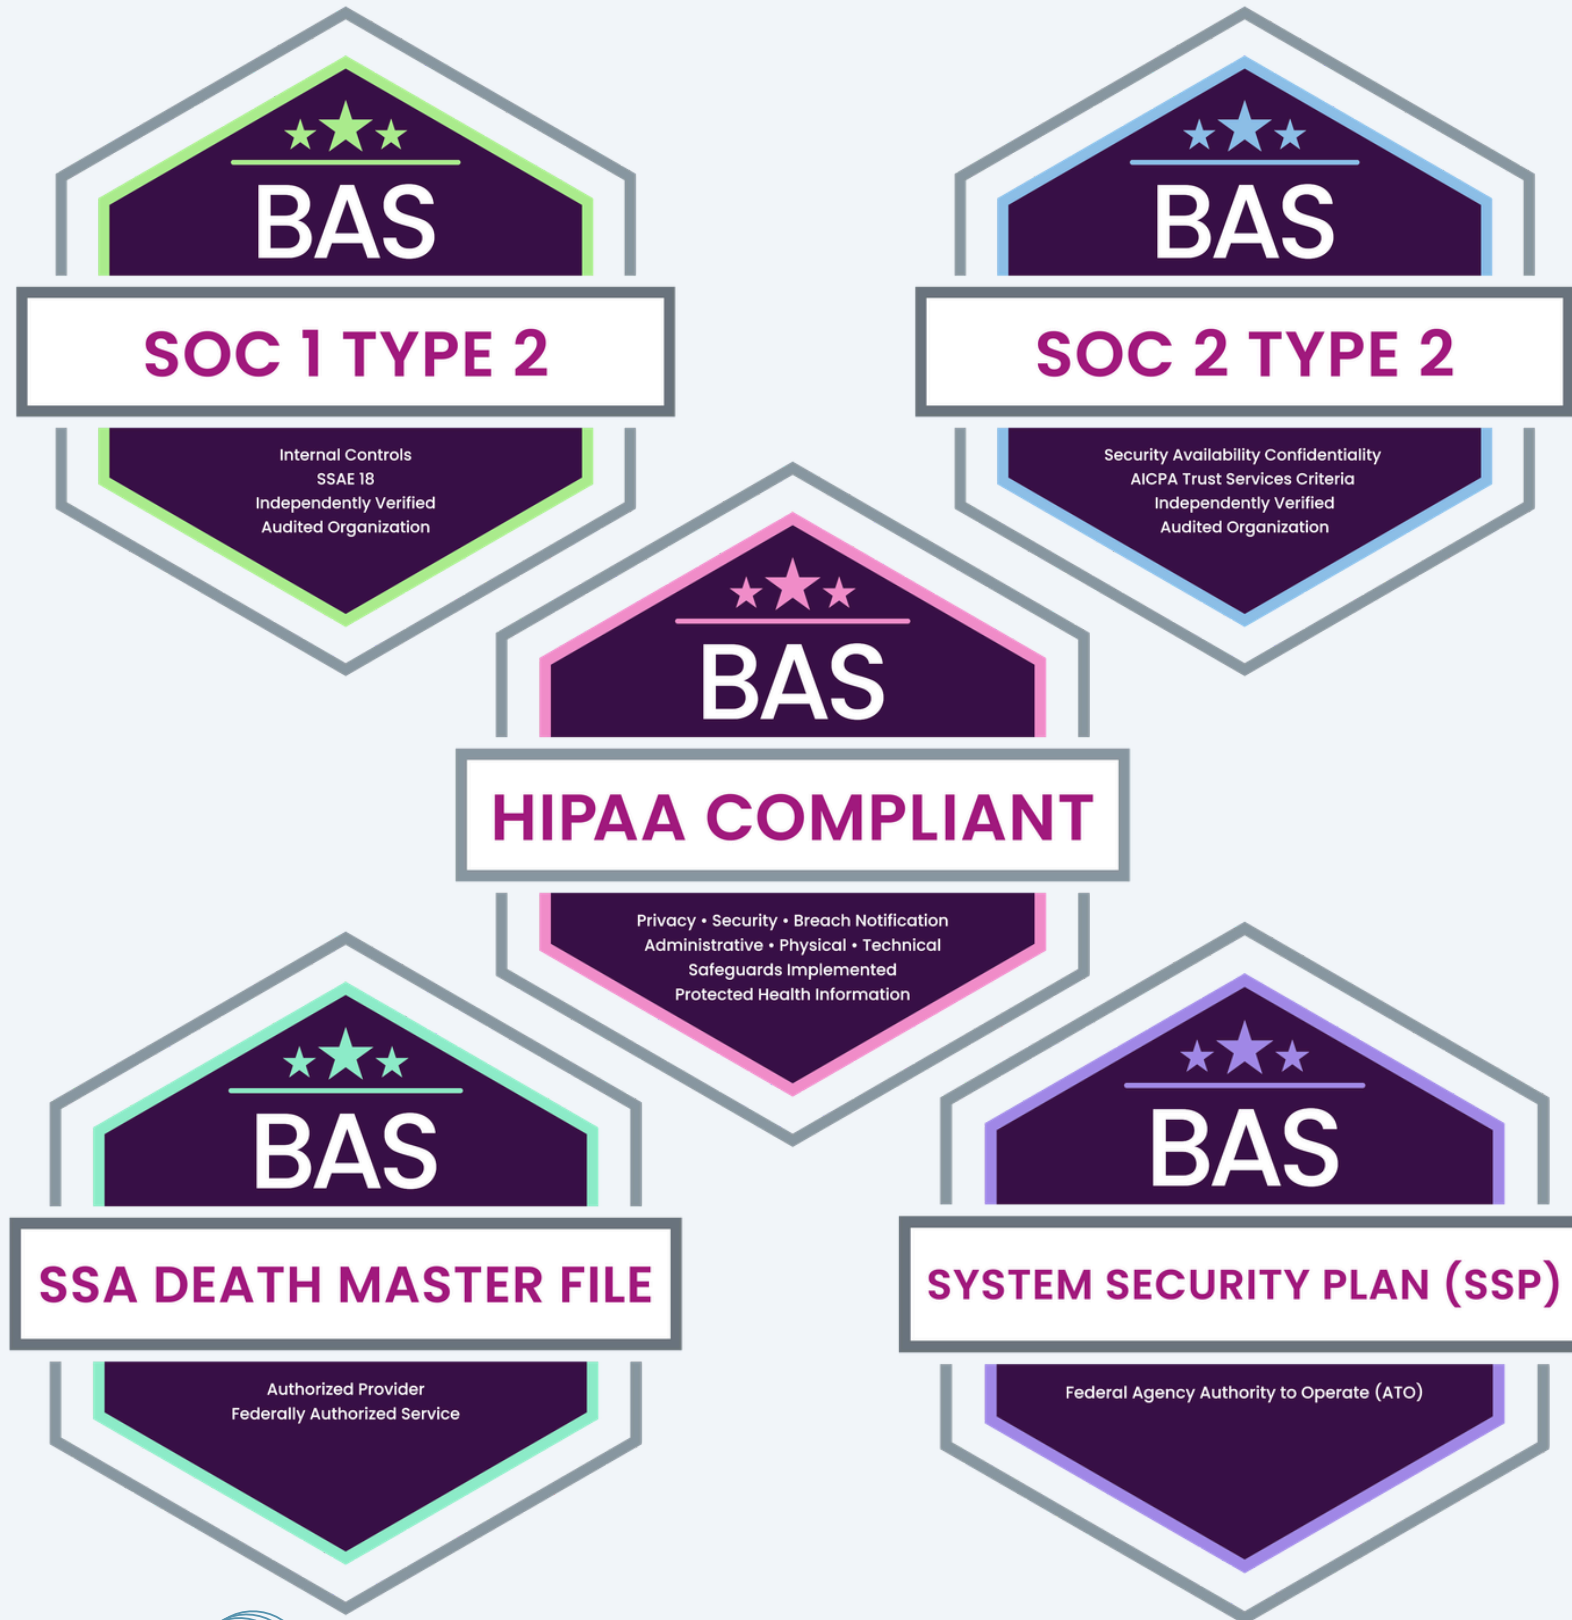 BAS
SOC 1 TYPE 2
Internal Controls
SSAE 18
Independently Verified
Audited Organization
BAS
SOC 2 TYPE 2
Security Availability Confidentiality
AICPA Trust Services Criteria
Independently Verified
Audited Organization
BAS
HIPAA COMPLIANT
Privacy • Security • Breach Notification
Administrative • Physical • Technical
Safeguards Implemented
Protected Health Information
BAS
SSA DEATH MASTER FILE
Authorized Provider
Federally Authorized Service
BAS
SYSTEM SECURITY PLAN (SSP)
Federal Agency Authority to Operate (ATO)